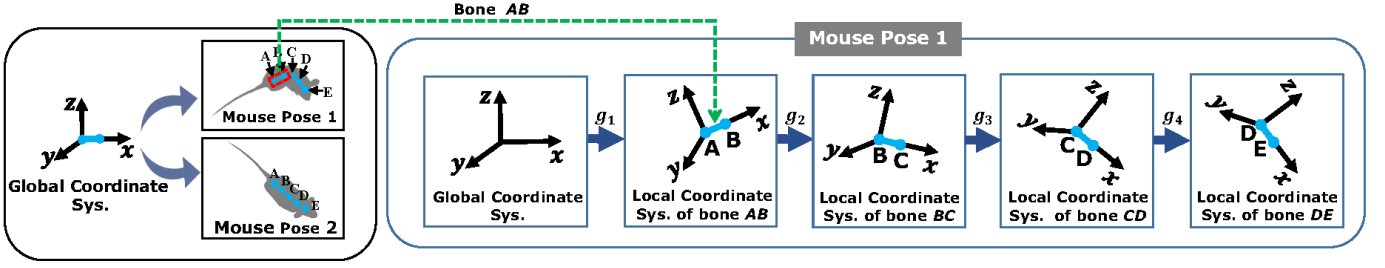 Bone AB
Mouse Pose 1
A B C D
E
Mouse Pose 1
z
x
y
Global Coordinate
Sys.
A
B
C
D
E
Mouse Pose 2
z
x
y
Global Coordinate
Sys.
g1
z
x
y
A
B
Local Coordinate
Sys. of bone AB
g2
z
y
B
C
x
Local Coordinate
Sys. of bone BC
g3
z
y
C
D
x
Local Coordinate
Sys. of bone CD
g4
z
y
D
E
x
Local Coordinate
Sys. of bone DE